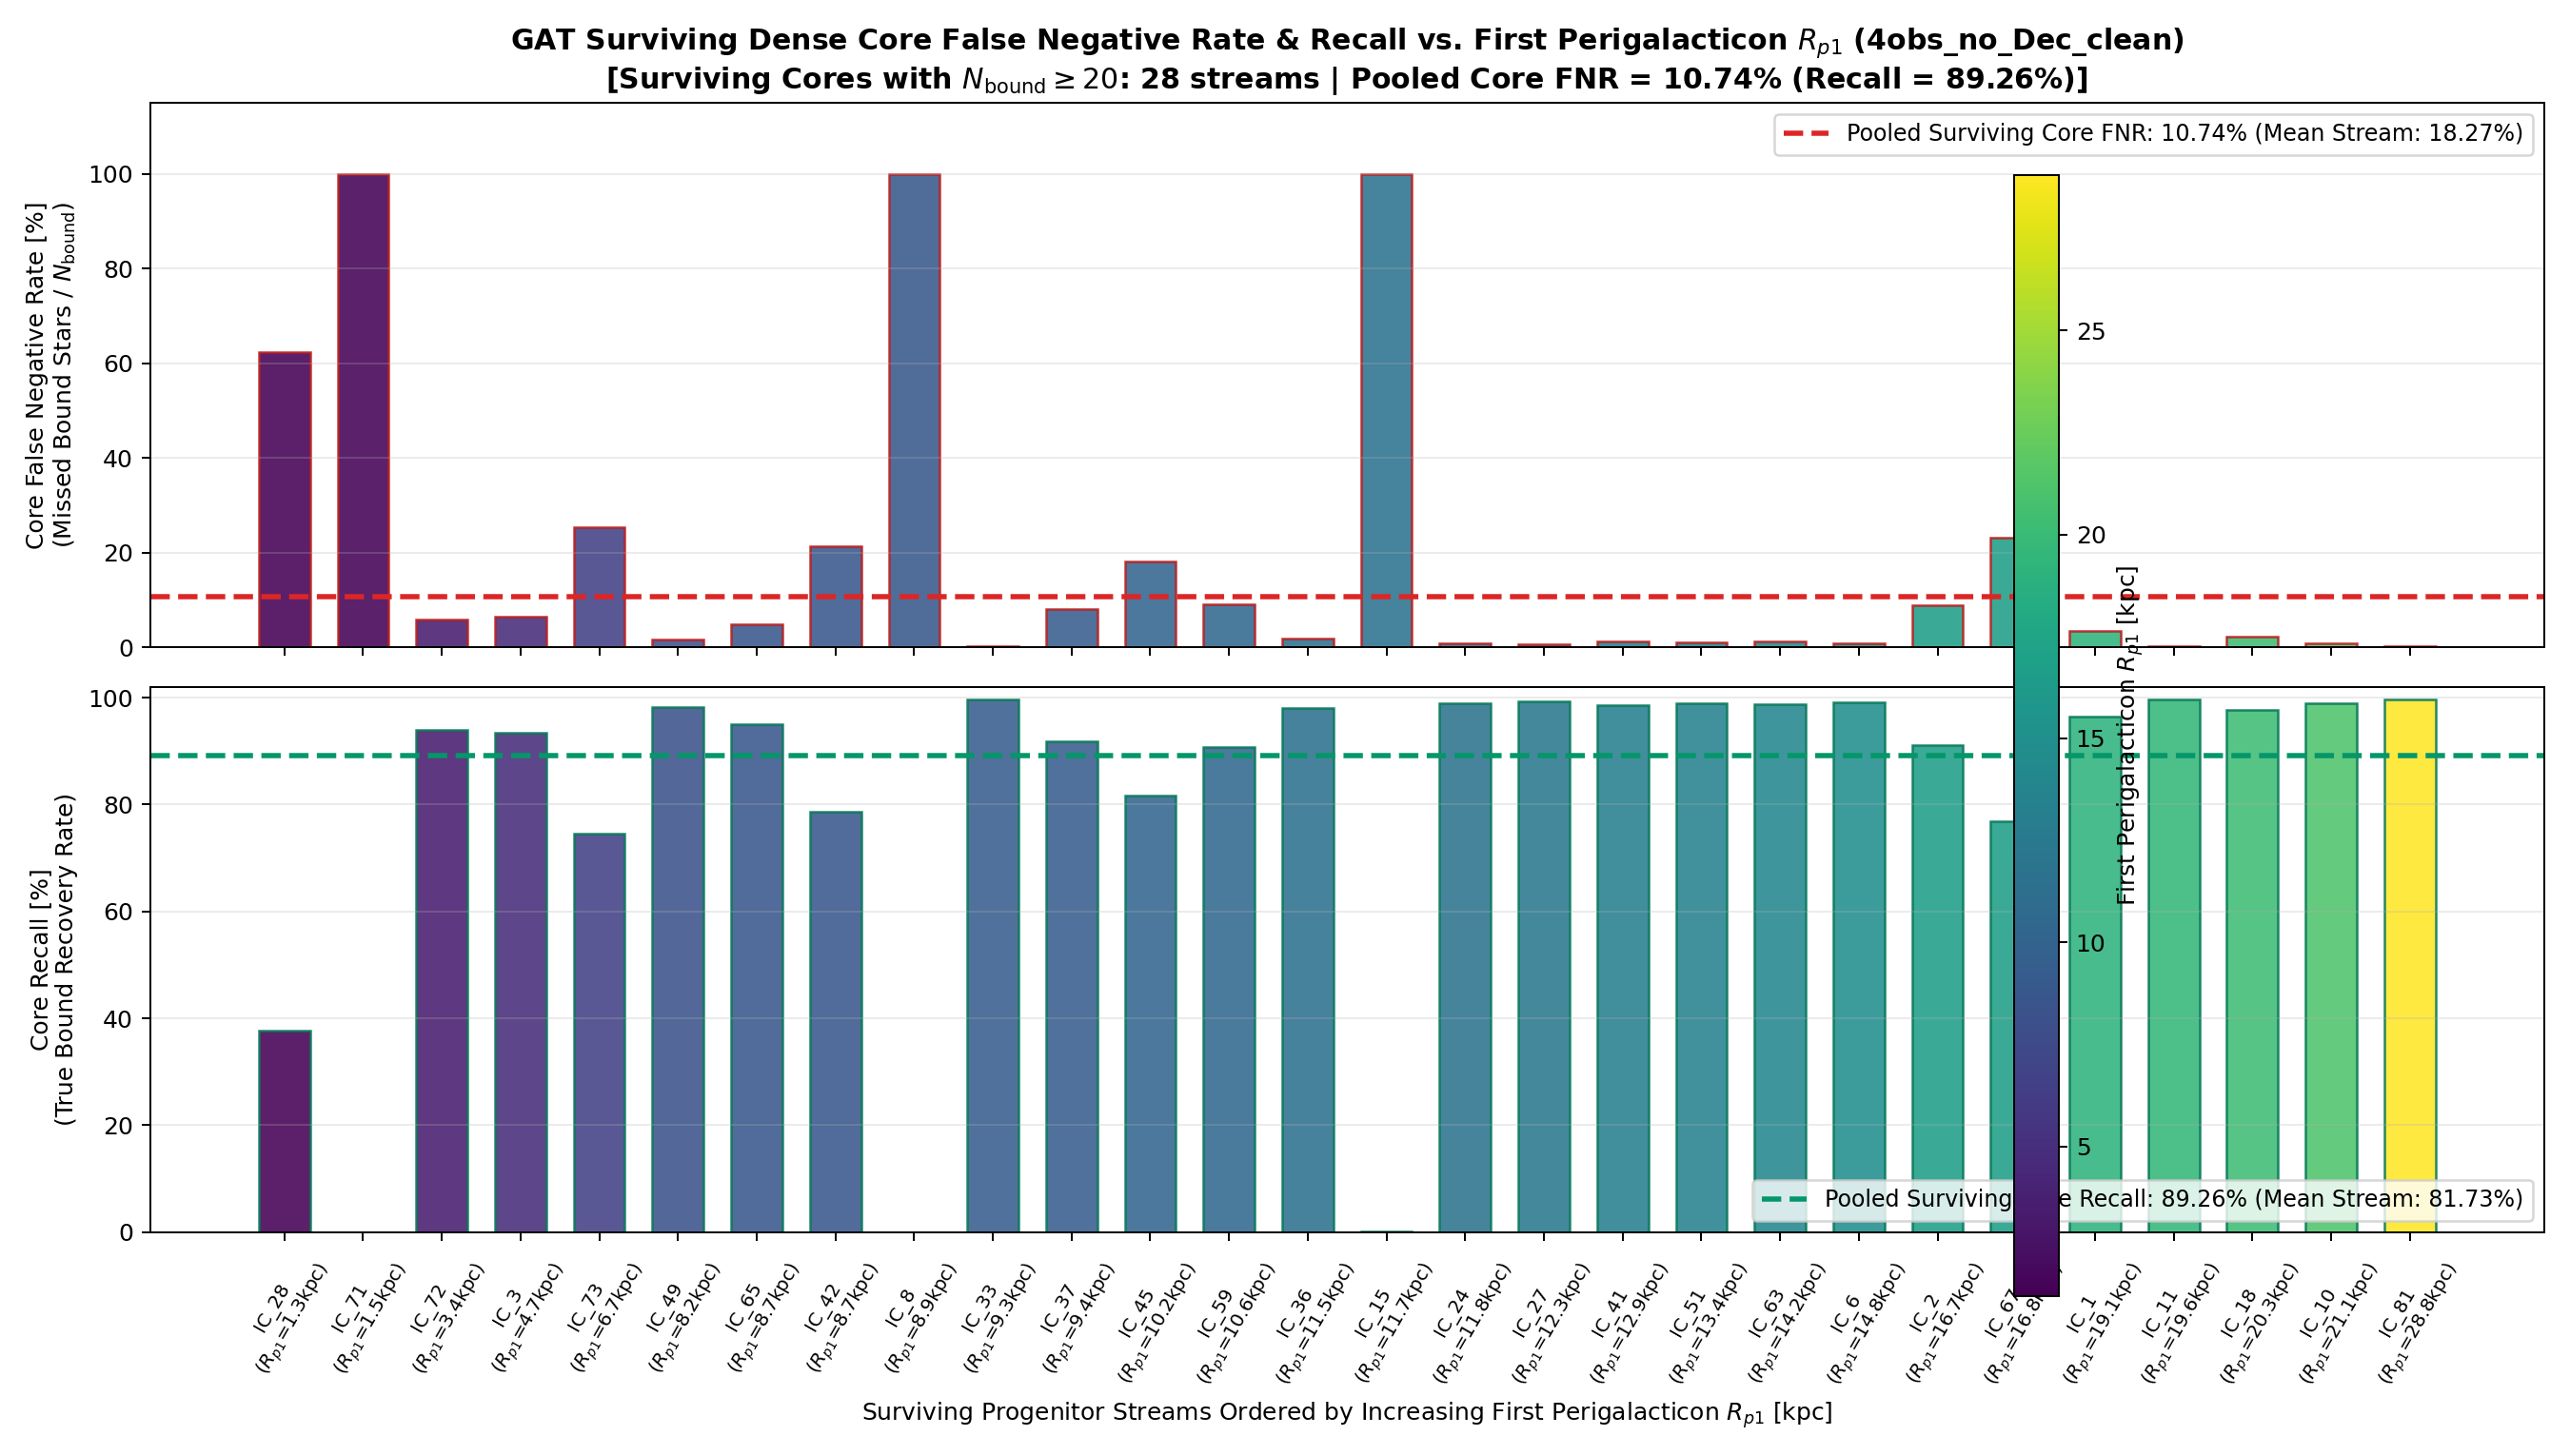 GAT Surviving Dense Core False Negative Rate & Recall vs. First Perigalacticon R_p1 (4obs_no_Dec_clean)
[Surviving Cores with N_bound ≥ 20: 28 streams | Pooled Core FNR = 10.74% (Recall = 89.26%)]
Core False Negative Rate [%]
(Missed Bound Stars / N_bound)
100
80
60
40
20
0
Pooled Surviving Core FNR: 10.74% (Mean Stream: 18.27%)
25
20
15
10
5
First Perigalacticon R_p1 [kpc]
Core Recall [%]
(True Bound Recovery Rate)
100
80
60
40
20
0
Pooled Surviving e Recall: 89.26% (Mean Stream: 81.73%)
IC_28
(R_p1=1.3kpc)
IC_71
(R_p1=1.5kpc)
IC_72
(R_p1=3.4kpc)
IC_3
(R_p1=4.7kpc)
IC_73
(R_p1=6.7kpc)
IC_49
(R_p1=8.2kpc)
IC_65
(R_p1=8.7kpc)
IC_42
(R_p1=8.7kpc)
IC_8
(R_p1=8.9kpc)
IC_33
(R_p1=9.3kpc)
IC_37
(R_p1=9.4kpc)
IC_45
(R_p1=10.2kpc)
IC_59
(R_p1=10.6kpc)
IC_36
(R_p1=11.5kpc)
IC_15
(R_p1=11.7kpc)
IC_24
(R_p1=11.8kpc)
IC_27
(R_p1=12.3kpc)
IC_41
(R_p1=12.9kpc)
IC_51
(R_p1=13.4kpc)
IC_63
(R_p1=14.2kpc)
IC_6
(R_p1=14.8kpc)
IC_2
(R_p1=16.7kpc)
IC_67
(R_p1=16.8k
IC_1
(R_p1=19.1kpc)
IC_11
(R_p1=19.6kpc)
IC_18
(R_p1=20.3kpc)
IC_10
(R_p1=21.1kpc)
IC_81
(R_p1=28.8kpc)
Surviving Progenitor Streams Ordered by Increasing First Perigalacticon R_p1 [kpc]